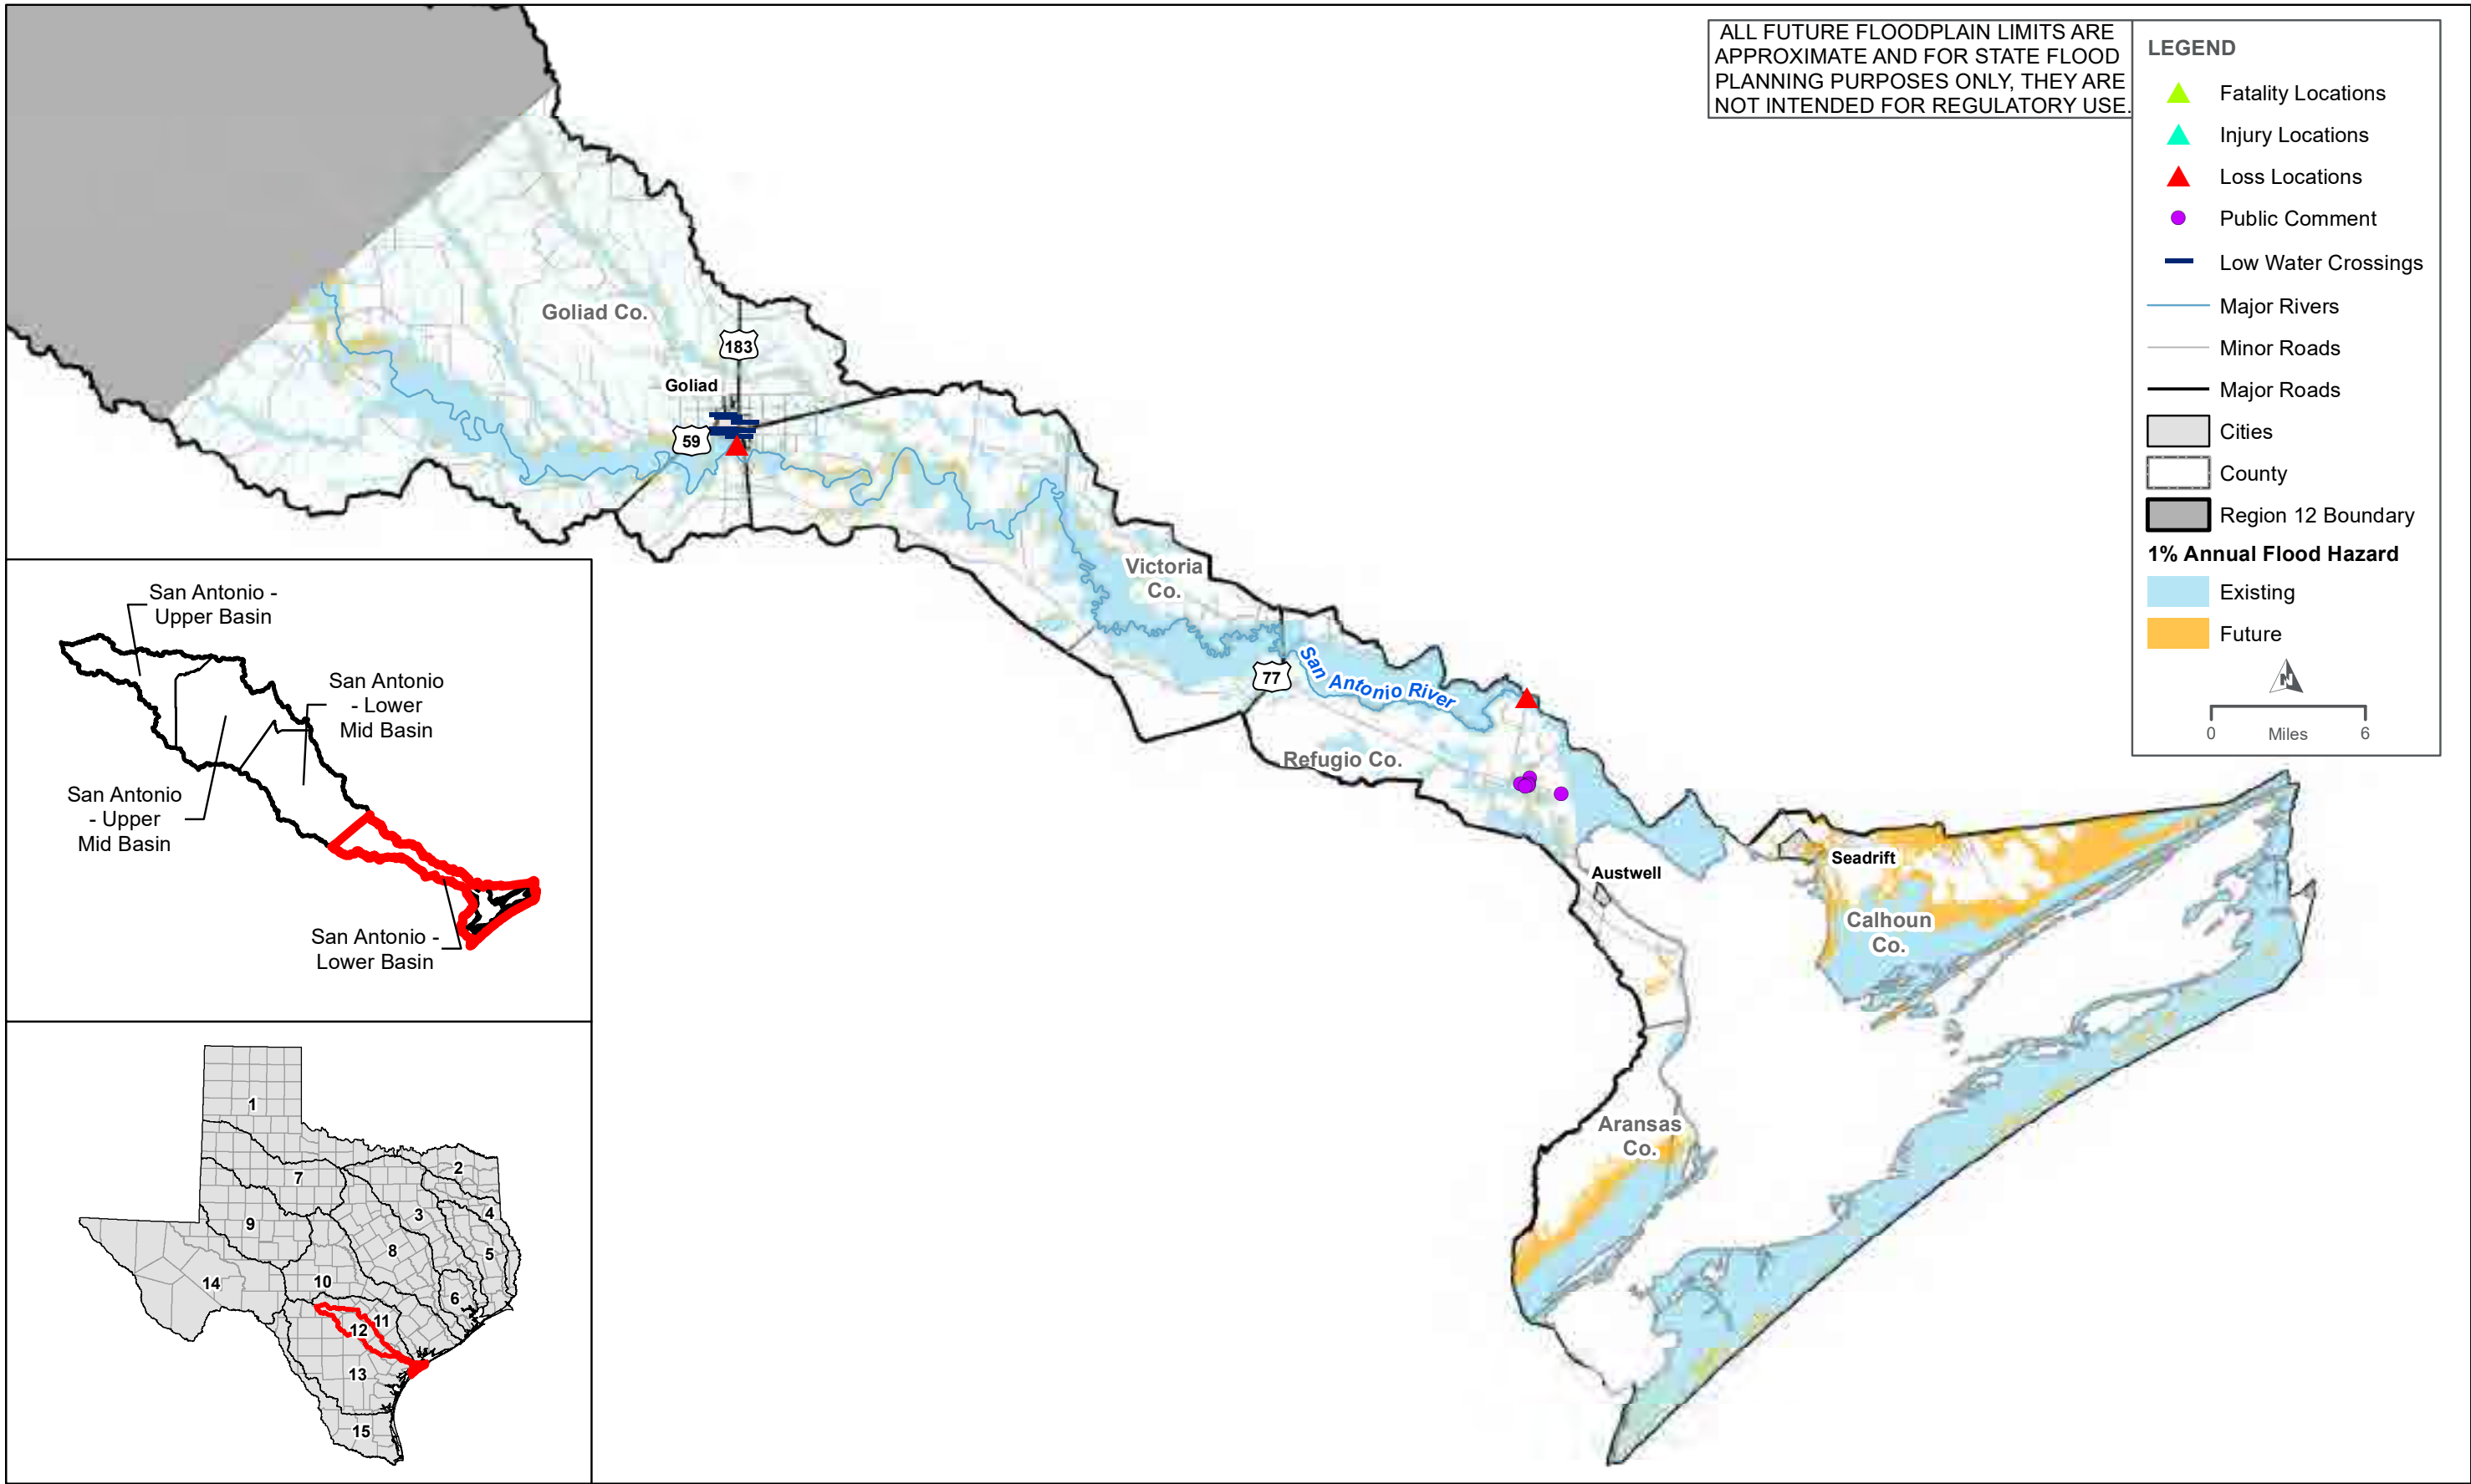 ALL FUTURE FLOODPLAIN LIMITS ARE
APPROXIMATE AND FOR STATE FLOOD
PLANNING PURPOSES ONLY, THEY ARE
NOT INTENDED FOR REGULATORY USE.
LEGEND
Fatality Locations
Injury Locations
Loss Locations
Public Comment
Low Water Crossings
Major Rivers
Minor Roads
Major Roads
Cities
County
Region 12 Boundary
1% Annual Flood Hazard
Existing
Future
N
0 Miles 6
Goliad Co.
183
Goliad
59
Victoria
Co.
77
San Antonio River
Refugio Co.
Austwell
Seadrift
Calhoun
Co.
Aransas
Co.
San Antonio -
Upper Basin
San Antonio
- Lower
Mid Basin
San Antonio
- Upper
Mid Basin
San Antonio -
Lower Basin
1
2
7
3
4
9
8
5
14
10
6
11
12
13
15